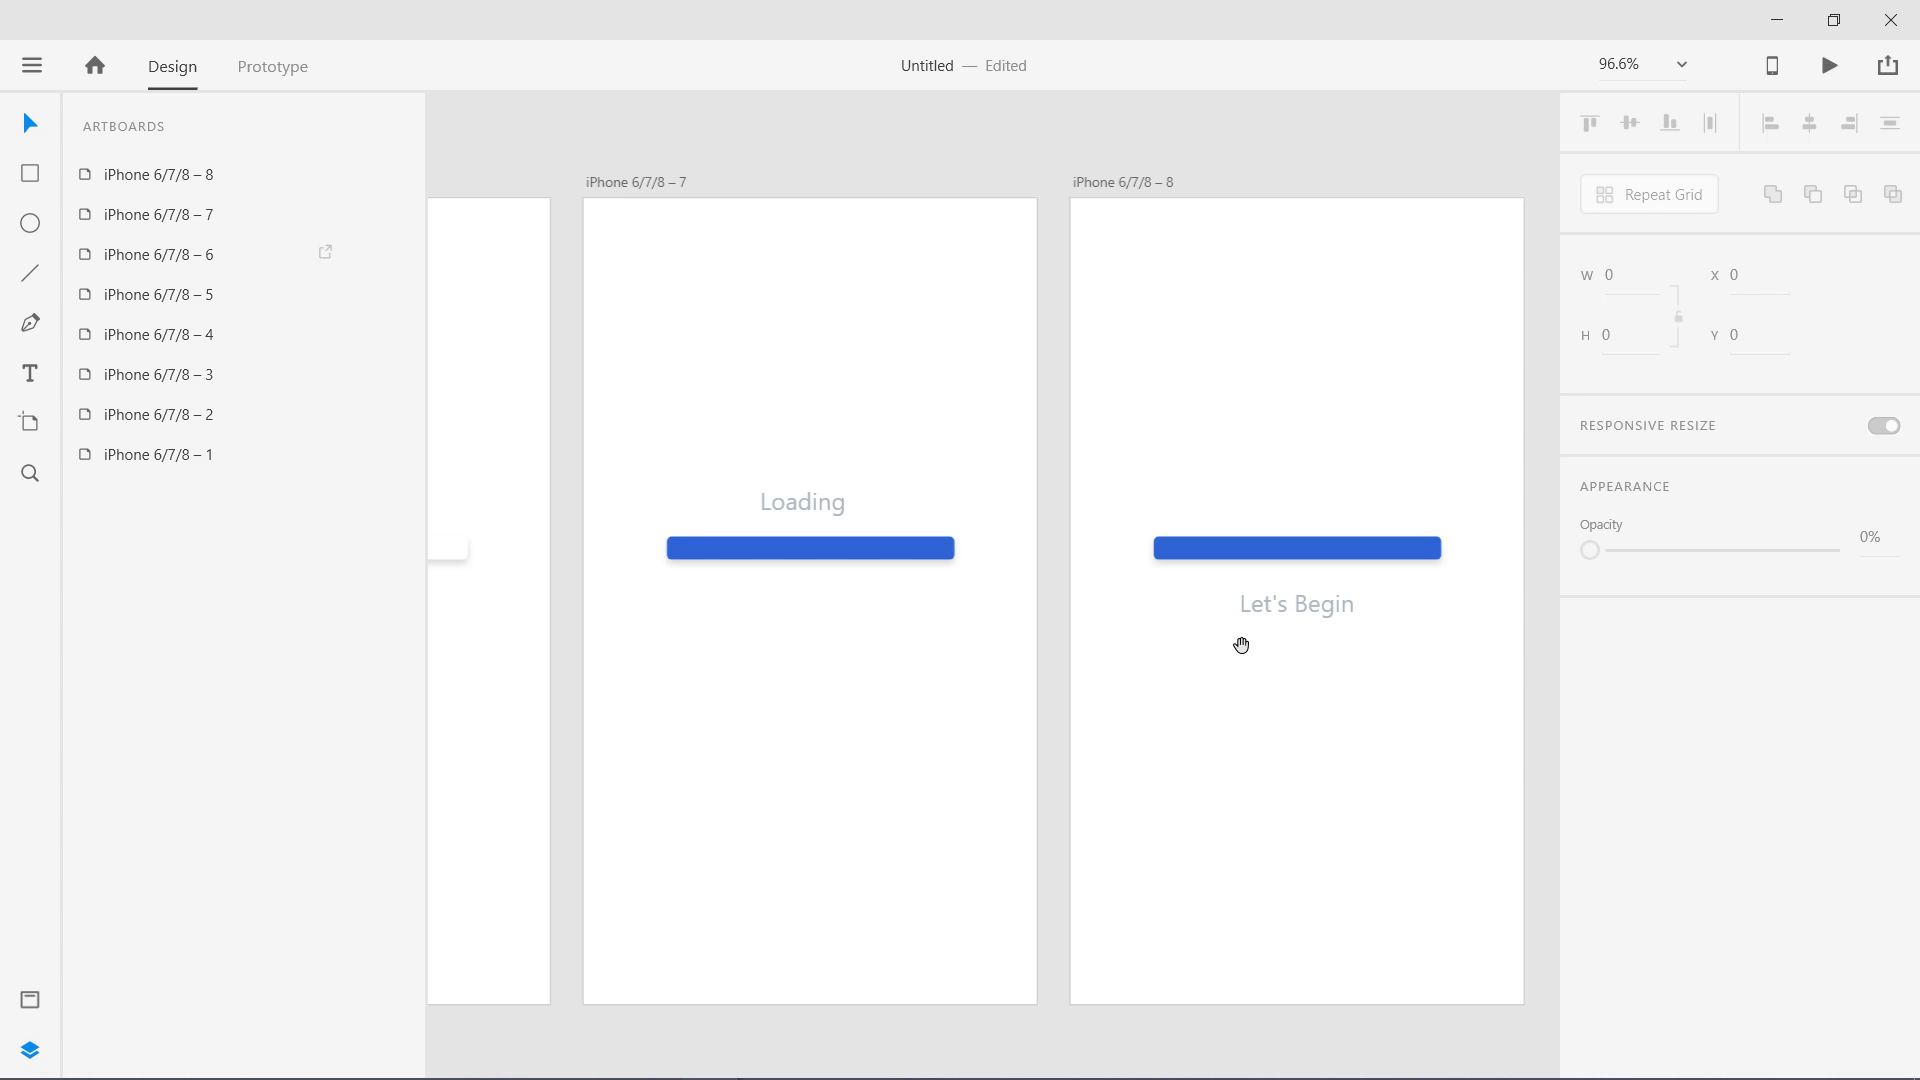 Design
Prototype
Untitled — Edited
96.6%
ARTBOARDS
iPhone 6/7/8 – 8
iPhone 6/7/8 – 7
iPhone 6/7/8 – 6
iPhone 6/7/8 – 5
iPhone 6/7/8 – 4
iPhone 6/7/8 – 3
iPhone 6/7/8 – 2
iPhone 6/7/8 – 1
iPhone 6/7/8 – 7
Loading
iPhone 6/7/8 – 8
Let's Begin
Repeat Grid
W 0
X 0
H 0
Y 0
RESPONSIVE RESIZE
APPEARANCE
Opacity
0%